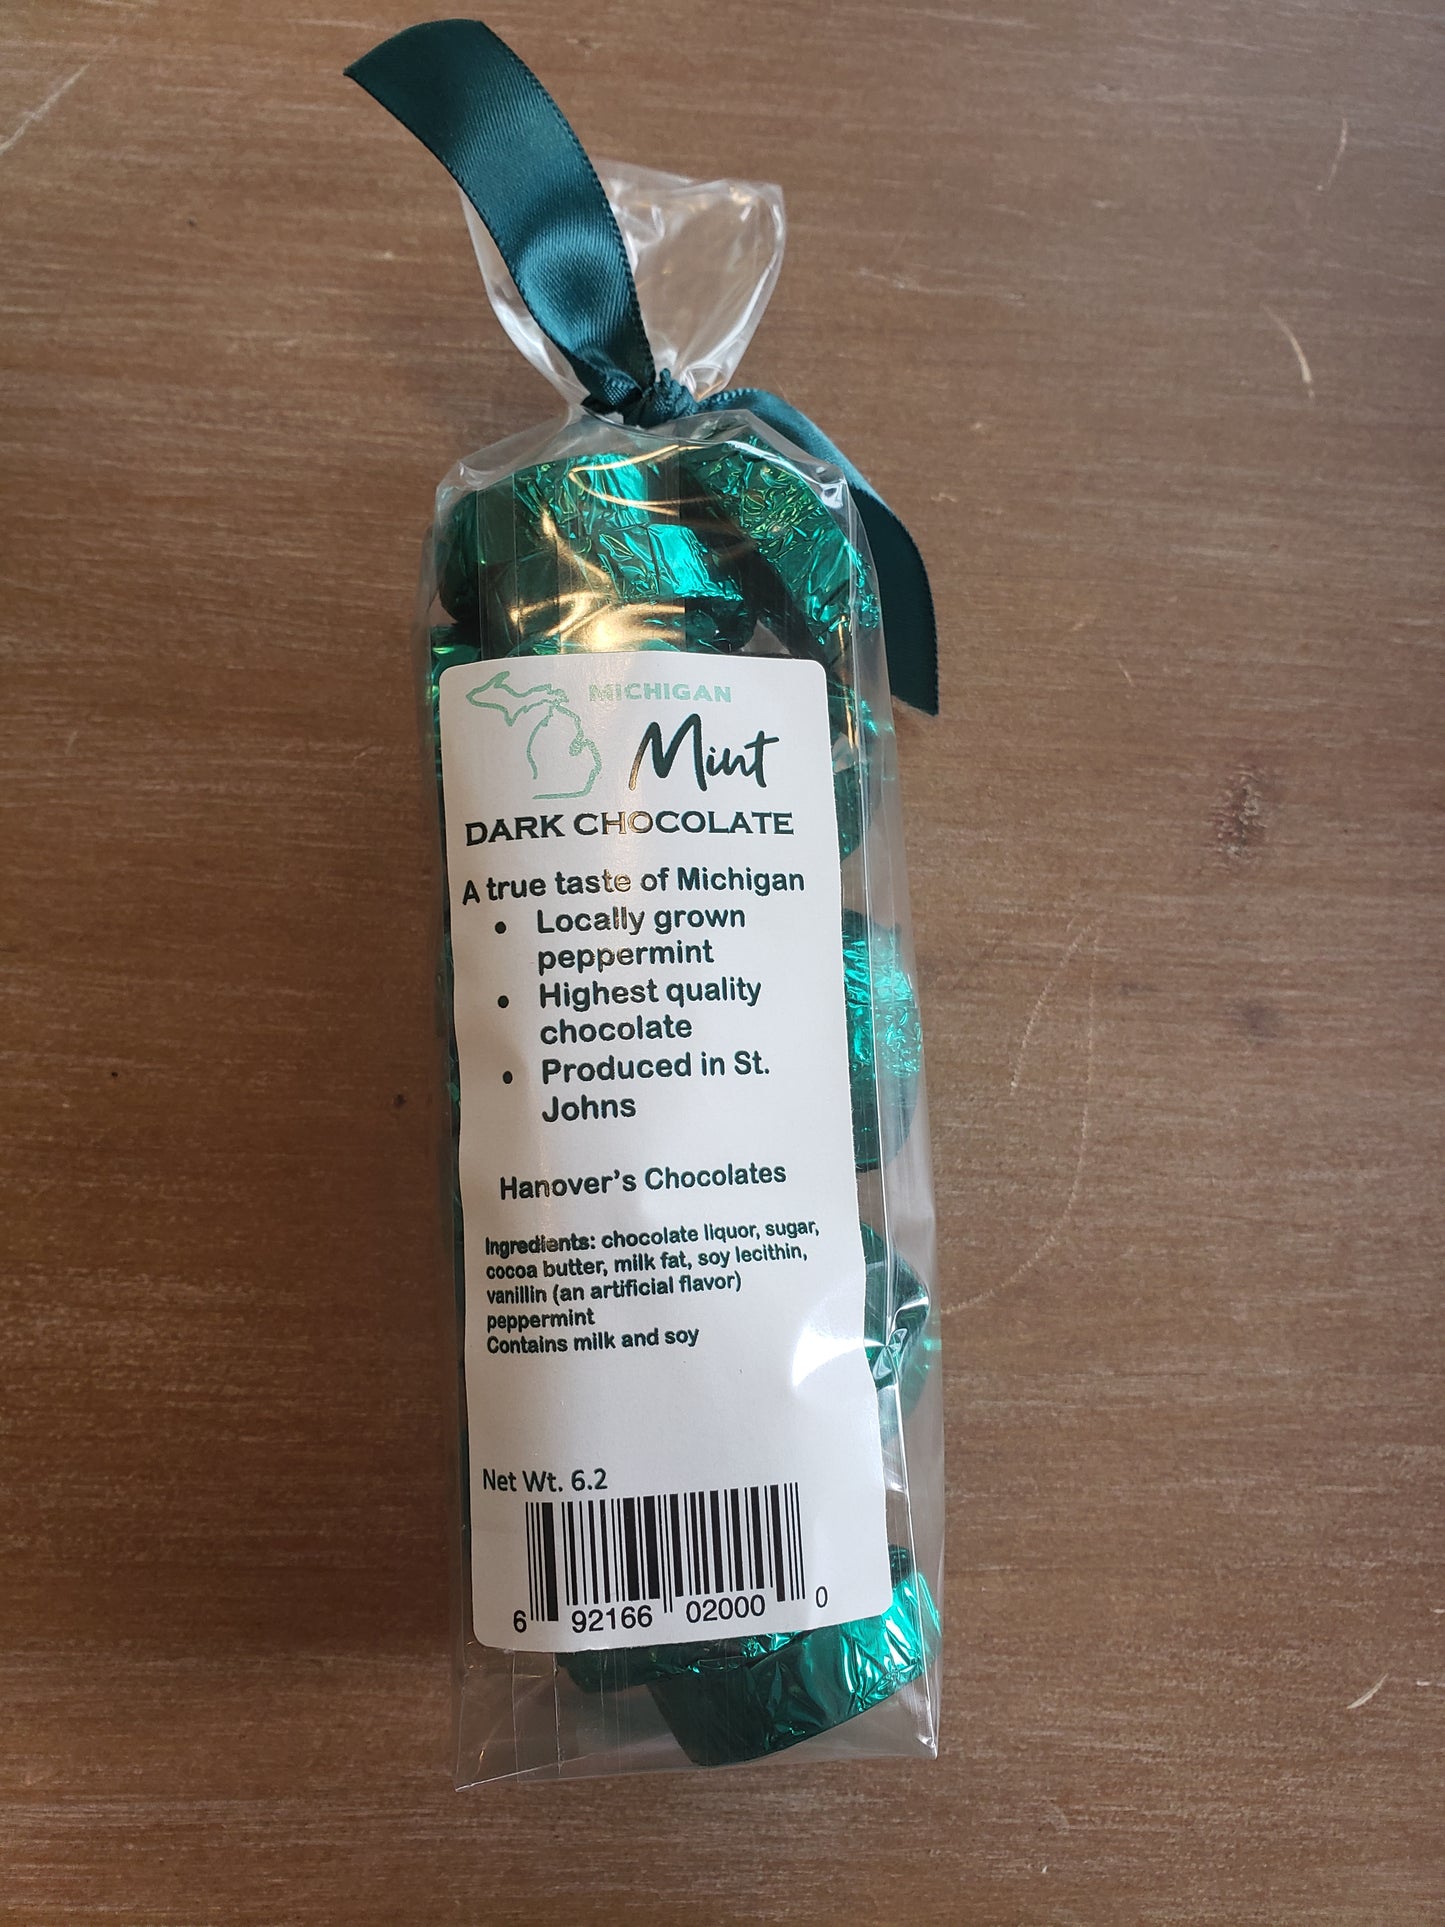 MICHIGAN
Mint
DARK CHOCOLATE
A true taste of Michigan
• Locally grown
peppermint
• Highest quality
chocolate
• Produced in St.
Johns
Hanover's Chocolates
Ingredients: chocolate liquor, sugar,
cocoa butter, milk fat, soy lecithin,
vanillin (an artificial flavor)
peppermint
Contains milk and soy
Net Wt. 6.2
6 92166 02000 0